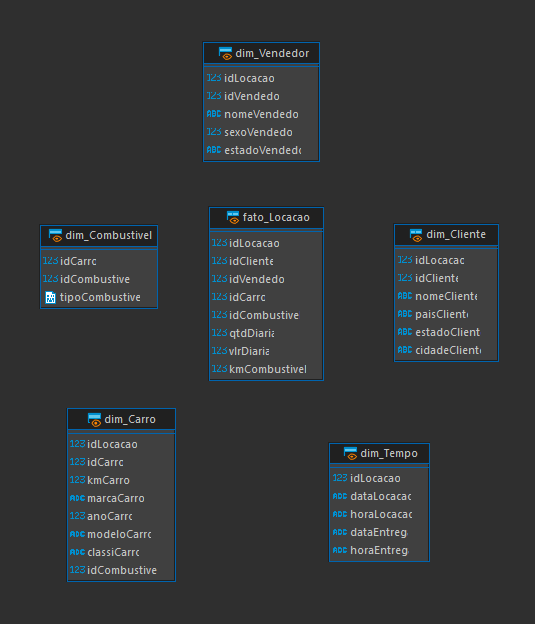 dim_Vendedor
123 idLocacao
123 idVendedo
ABC nomeVendedo
123 sexoVendedo
ABC estadoVendedo
fato_Locacao
123 idLocacao
123 idCliente
123 idVendedo
123 idCarro
123 idCombustive
123 qtdDiaria
123 vlrDiaria
123 kmCombustivel
dim_Combustivel
123 idCarro
123 idCombustive
tipoCombustive
dim_Cliente
123 idLocacao
123 idCliente
ABC nomeCliente
ABC paisCliente
ABC estadoClient
ABC cidadeCliente
dim_Carro
123 idLocacao
123 idCarro
123 kmCarro
ABC marcaCarro
123 anoCarro
ABC modeloCarro
ABC classiCarro
123 idCombustive
dim_Tempo
123 idLocacao
ABC dataLocacao
ABC horaLocacao
ABC dataEntreg
ABC horaEntreg